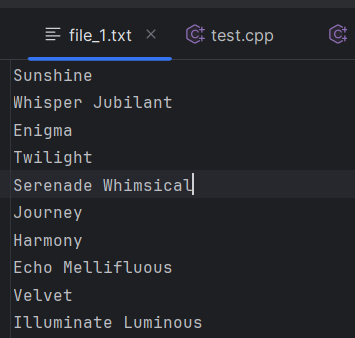 file_1.txt test.cpp
Sunshine
Whisper Jubilant
Enigma
Twilight
Serenade Whimsical
Journey
Harmony
Echo Mellifluous
Velvet
Illuminate Luminous